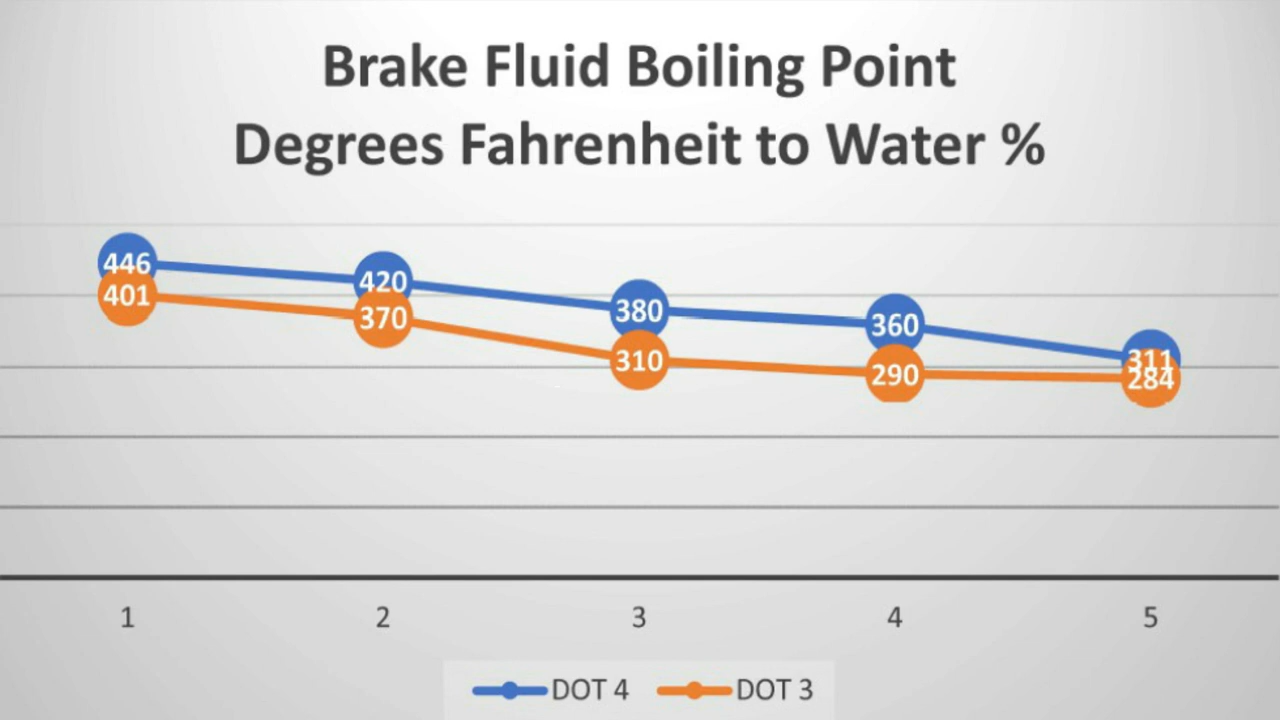 Brake Fluid Boiling Point
Degrees Fahrenheit to Water %
446 420 380 360 311
401 370 310 290 284
1 2 3 4 5
DOT 4 DOT 3